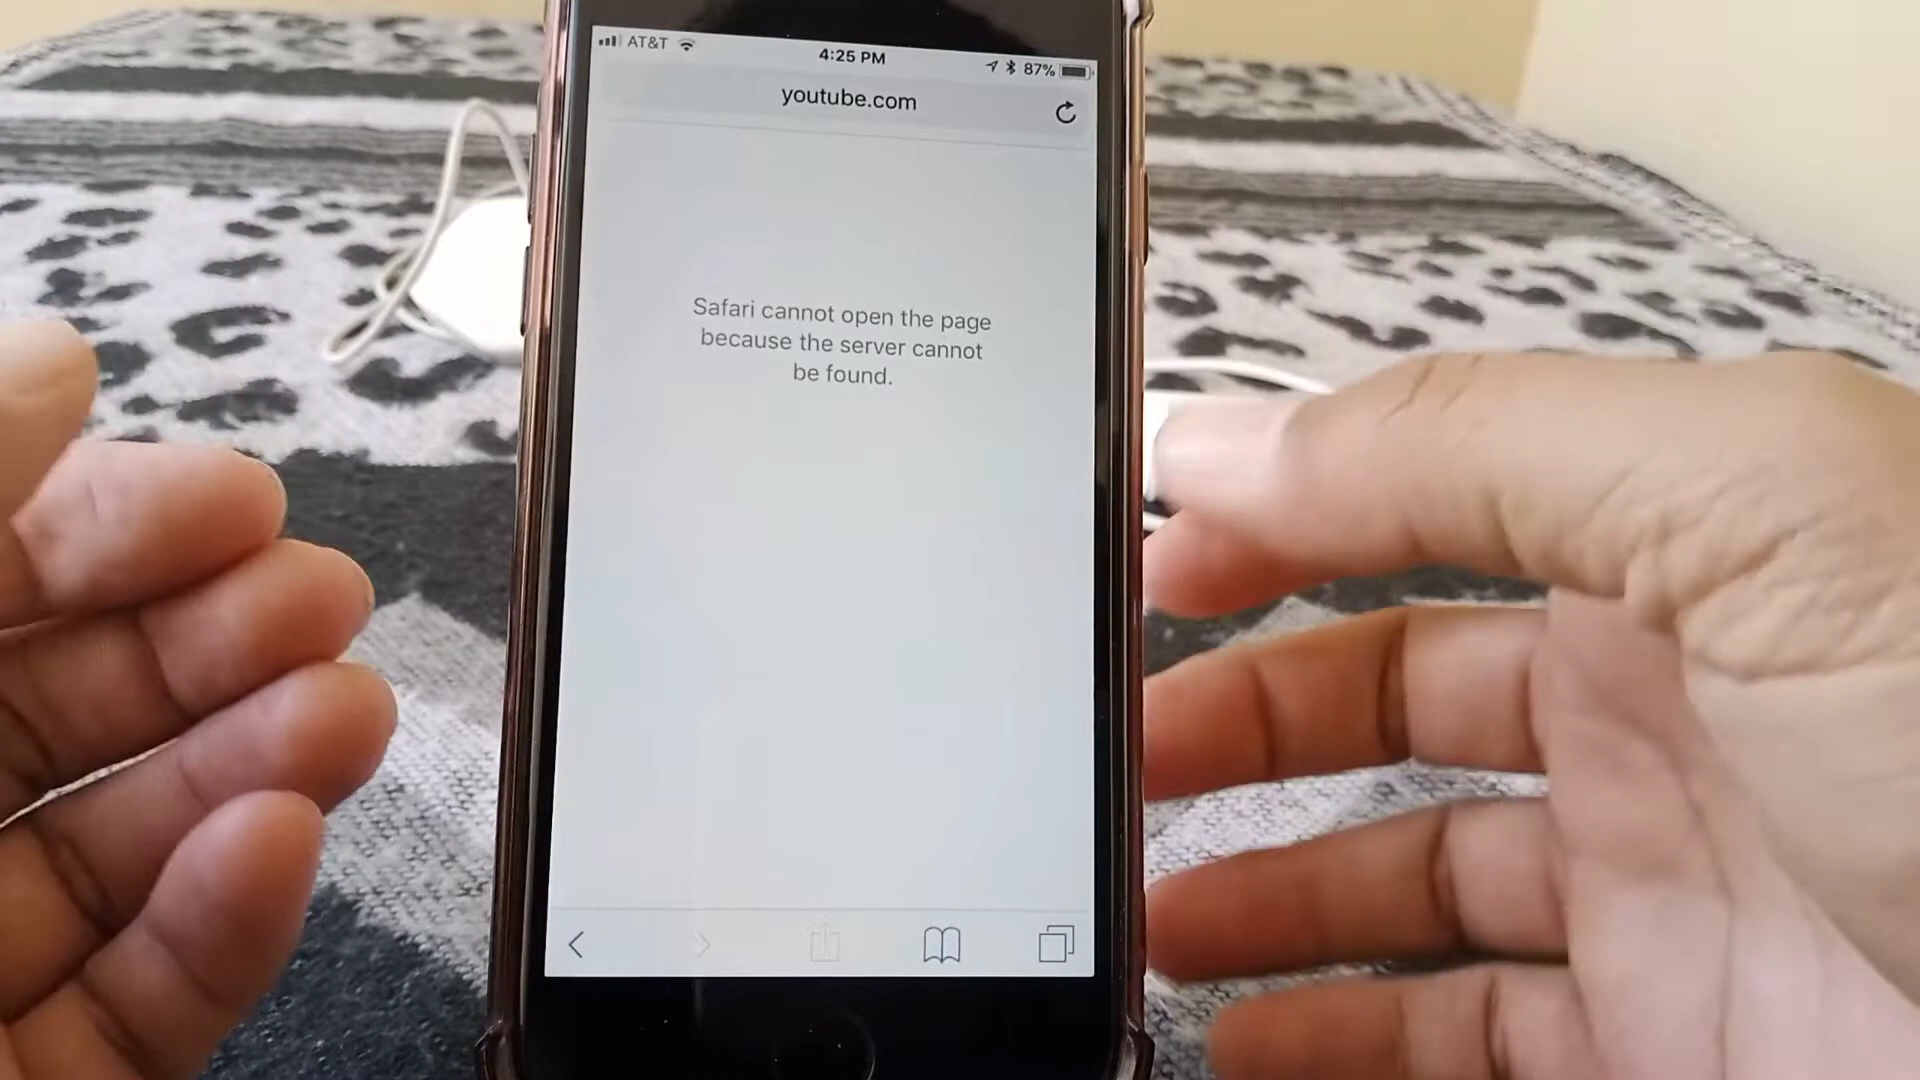 AT&T 4:25 PM 87%
youtube.com
Safari cannot open the page
because the server cannot
be found.